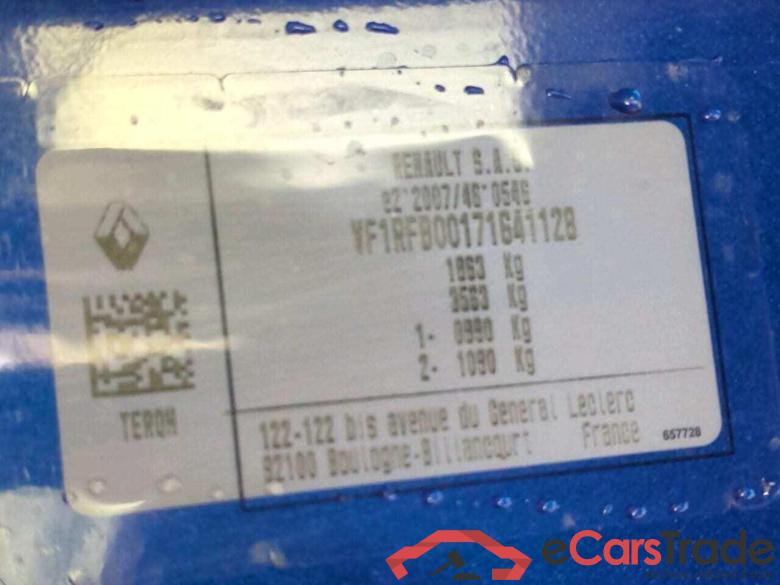 RENAULT S.A.S.
e2*2007/46*0546
VF1RFB00171641128
1863 Kg
3563 Kg
1- 0990 Kg
2- 1090 Kg
TERQH
122-122 bis avenue du General Leclerc
92100 Boulogne-Billancourt France
657728
eCarsTrade